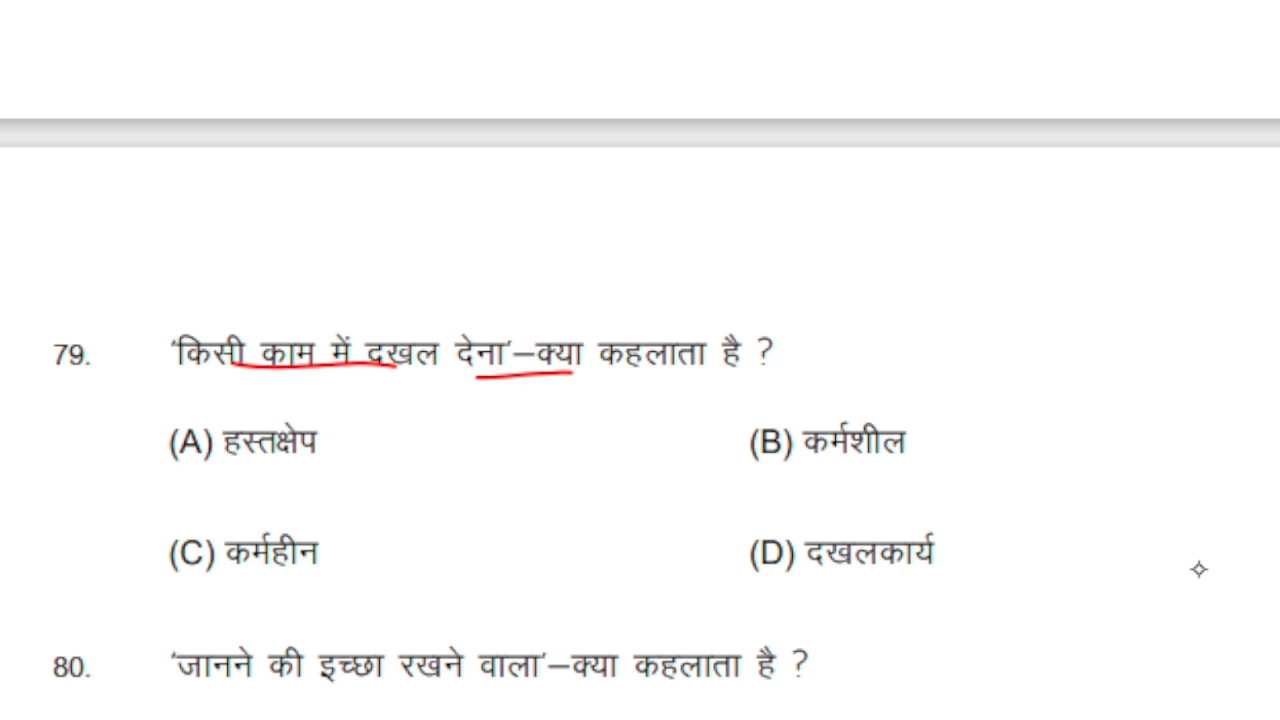 79. ‘किसी काम में दखल देना’–क्या कहलाता है ?
(A) हस्तक्षेप (B) कर्मशील
(C) कर्महीन (D) दखलकार्य
80. ‘जानने की इच्छा रखने वाला’–क्या कहलाता है ?